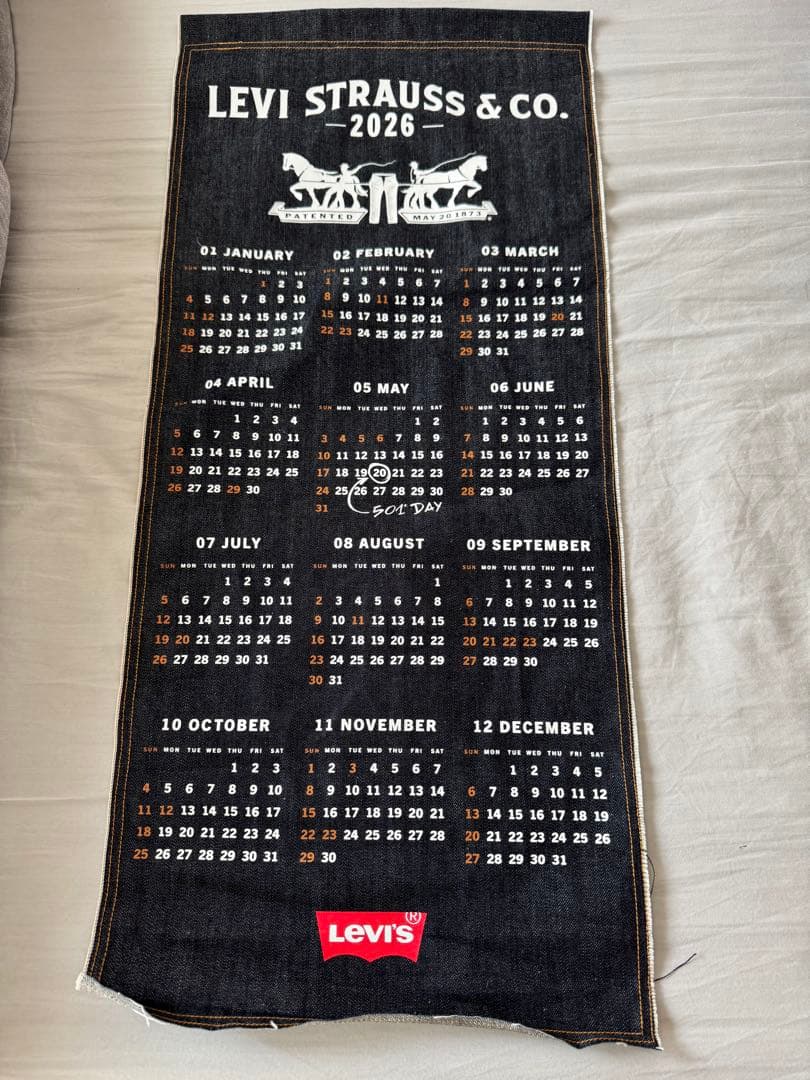 LEVI STRAUSS & CO.
— 2026 —
PATENTED MAY 20 1873 ®
01 JANUARY
SUN MON TUE WED THU FRI SAT
1 2 3
4 5 6 7 8 9 10
11 12 13 14 15 16 17
18 19 20 21 22 23 24
25 26 27 28 29 30 31
02 FEBRUARY
SUN MON TUE WED THU FRI SAT
1 2 3 4 5 6 7
8 9 10 11 12 13 14
15 16 17 18 19 20 21
22 23 24 25 26 27 28
03 MARCH
SUN MON TUE WED THU FRI SAT
1 2 3 4 5 6 7
8 9 10 11 12 13 14
15 16 17 18 19 20 21
22 23 24 25 26 27 28
29 30 31
04 APRIL
SUN MON TUE WED THU FRI SAT
1 2 3 4
5 6 7 8 9 10 11
12 13 14 15 16 17 18
19 20 21 22 23 24 25
26 27 28 29 30
05 MAY
SUN MON TUE WED THU FRI SAT
1 2
3 4 5 6 7 8 9
10 11 12 13 14 15 16
17 18 19 20 21 22 23
24 25 26 27 28 29 30
31
501® DAY
06 JUNE
SUN MON TUE WED THU FRI SAT
1 2 3 4 5 6
7 8 9 10 11 12 13
14 15 16 17 18 19 20
21 22 23 24 25 26 27
28 29 30
07 JULY
SUN MON TUE WED THU FRI SAT
1 2 3 4
5 6 7 8 9 10 11
12 13 14 15 16 17 18
19 20 21 22 23 24 25
26 27 28 29 30 31
08 AUGUST
SUN MON TUE WED THU FRI SAT
1
2 3 4 5 6 7 8
9 10 11 12 13 14 15
16 17 18 19 20 21 22
23 24 25 26 27 28 29
30 31
09 SEPTEMBER
SUN MON TUE WED THU FRI SAT
1 2 3 4 5
6 7 8 9 10 11 12
13 14 15 16 17 18 19
20 21 22 23 24 25 26
27 28 29 30
10 OCTOBER
SUN MON TUE WED THU FRI SAT
1 2 3
4 5 6 7 8 9 10
11 12 13 14 15 16 17
18 19 20 21 22 23 24
25 26 27 28 29 30 31
11 NOVEMBER
SUN MON TUE WED THU FRI SAT
1 2 3 4 5 6 7
8 9 10 11 12 13 14
15 16 17 18 19 20 21
22 23 24 25 26 27 28
29 30
12 DECEMBER
SUN MON TUE WED THU FRI SAT
1 2 3 4 5
6 7 8 9 10 11 12
13 14 15 16 17 18 19
20 21 22 23 24 25 26
27 28 29 30 31
LEVI'S ®